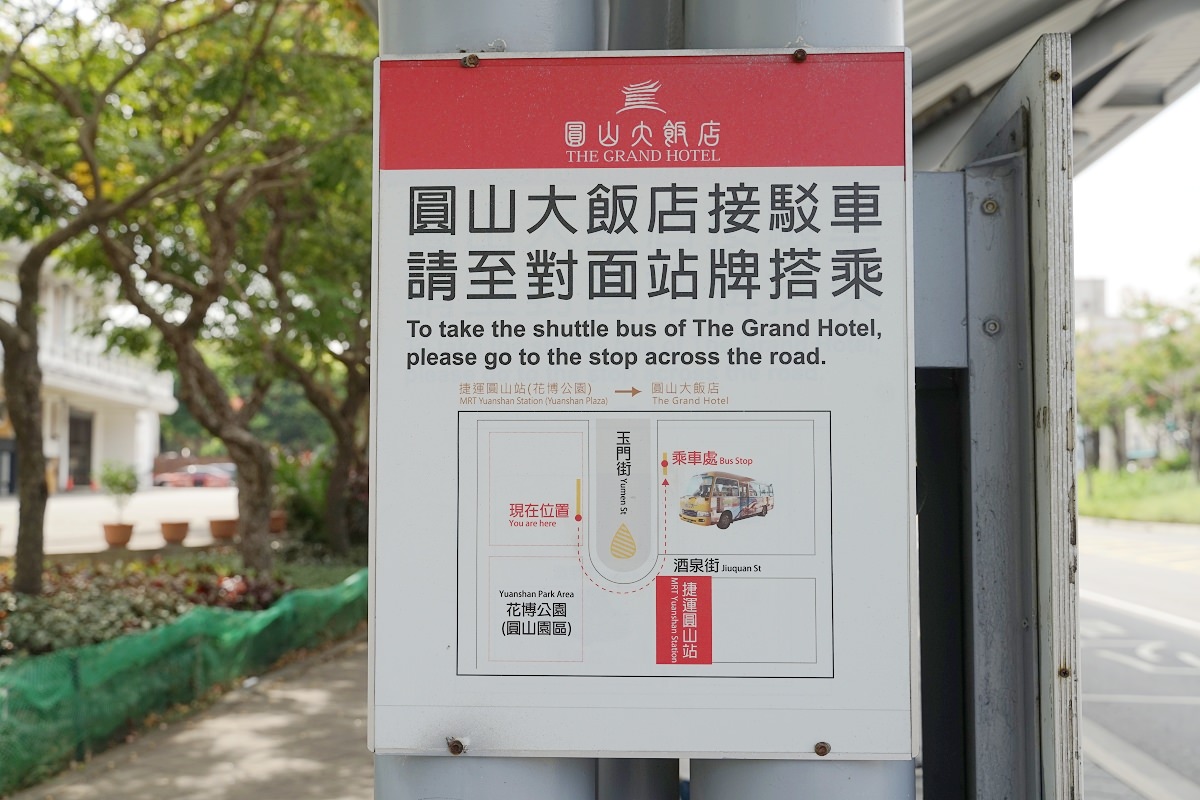 圓山大飯店
THE GRAND HOTEL
圓山大飯店接駁車
請至對面站牌搭乘
To take the shuttle bus of The Grand Hotel,
please go to the stop across the road.
捷運圓山站(花博公園) → 圓山大飯店
MRT Yuanshan Station (Yuanshan Plaza) The Grand Hotel
玉門街 Yumen St
乘車處 Bus Stop
現在位置
You are here
酒泉街 Jiuquan St
Yuanshan Park Area
花博公園
(圓山園區)
捷運圓山站
MRT Yuanshan Station